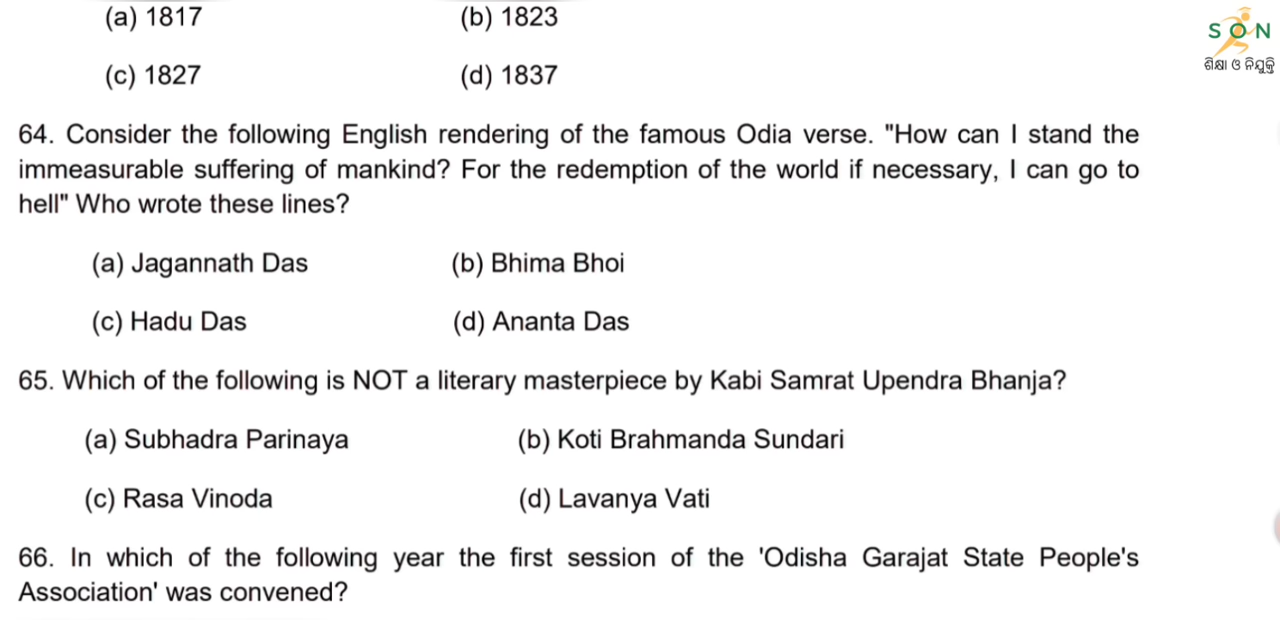 (a) 1817 (b) 1823
S O N
ଶିକ୍ଷା ଓ ନିଯୁକ୍ତି
(c) 1827 (d) 1837
64. Consider the following English rendering of the famous Odia verse. "How can I stand the
immeasurable suffering of mankind? For the redemption of the world if necessary, I can go to
hell" Who wrote these lines?
(a) Jagannath Das (b) Bhima Bhoi
(c) Hadu Das (d) Ananta Das
65. Which of the following is NOT a literary masterpiece by Kabi Samrat Upendra Bhanja?
(a) Subhadra Parinaya (b) Koti Brahmanda Sundari
(c) Rasa Vinoda (d) Lavanya Vati
66. In which of the following year the first session of the 'Odisha Garajat State People's
Association' was convened?